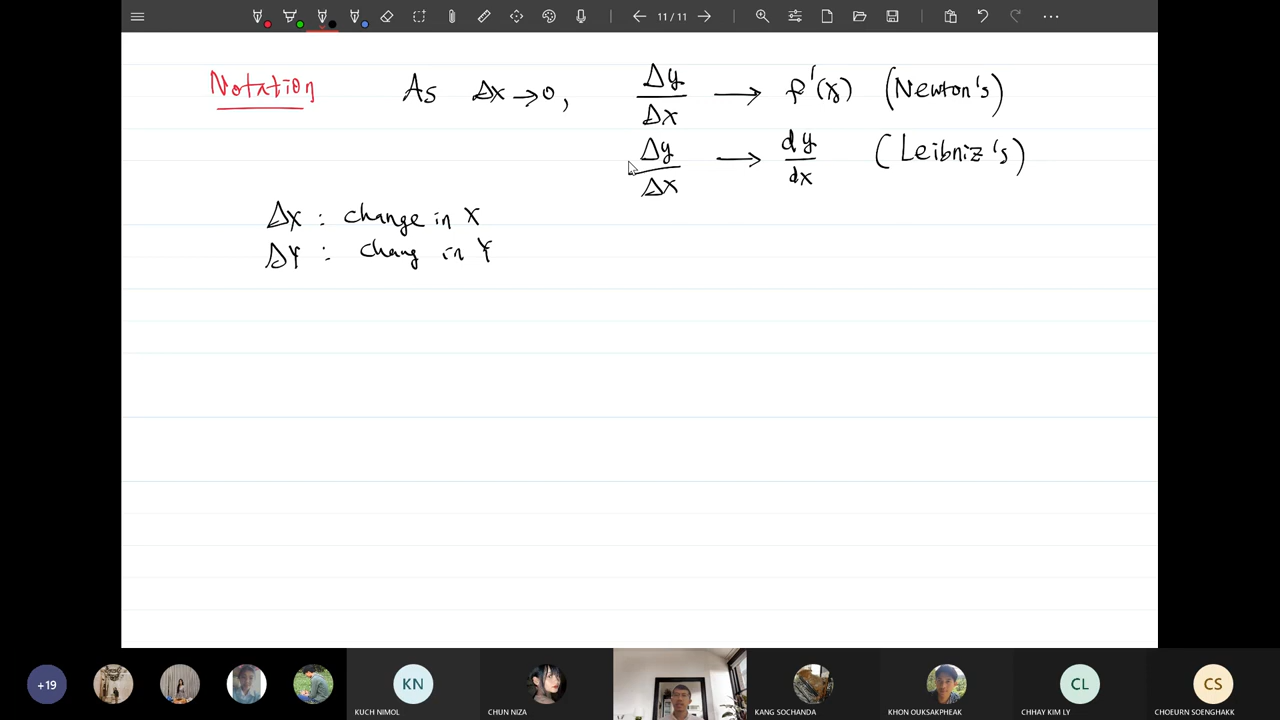 11 / 11
Notation As Δx → 0, Δy/Δx → f'(x) (Newton's)
Δy/Δx → dy/dx (Leibniz's)
Δx : change in x
ΔY : chang in Y
+19 KN KUCH NIMOL CHUN NIZA KANG SOCHANDA KHON OUKSAKPHEAK CL CHHAY KIM LY CS CHOEURN SOENGHAKK